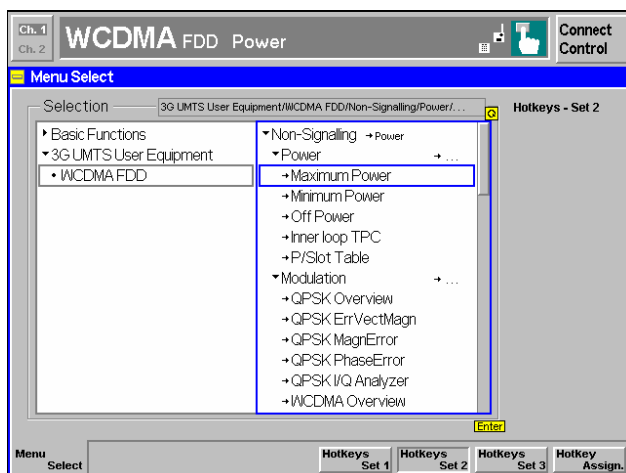 Ch. 1
Ch. 2
WCDMA FDD Power
Connect
Control
Menu Select
Selection
3G UMTS User Equipment/WCDMA FDD/Non-Signalling/Power/...
Hotkeys - Set 2
Basic Functions
3G UMTS User Equipment
• WCDMA FDD
Non-Signalling → Power
Power → ...
→ Maximum Power
→ Minimum Power
→ Off Power
→ Inner loop TPC
→ P/Slot Table
Modulation → ...
→ QPSK Overview
→ QPSK ErrVectMagn
→ QPSK MagnError
→ QPSK PhaseError
→ QPSK I/Q Analyzer
→ WCDMA Overview
Enter
Menu Select
Hotkeys Set 1
Hotkeys Set 2
Hotkeys Set 3
Hotkey Assign.